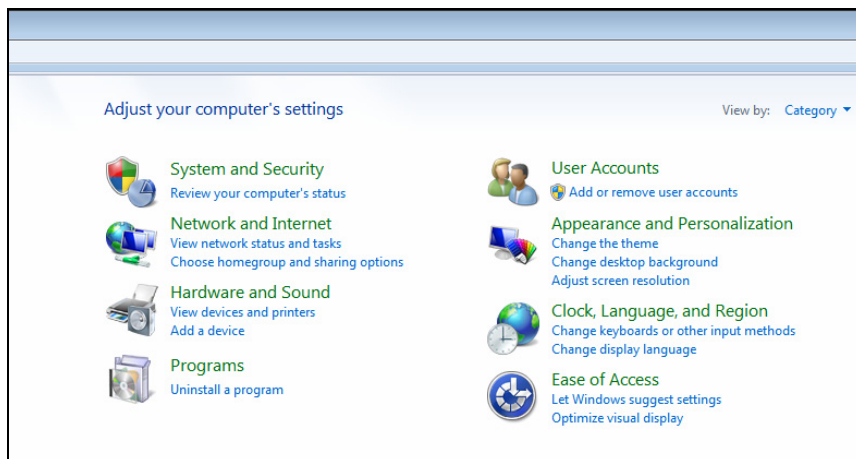 Adjust your computer's settings
View by: Category
System and Security
Review your computer's status
Network and Internet
View network status and tasks
Choose homegroup and sharing options
Hardware and Sound
View devices and printers
Add a device
Programs
Uninstall a program
User Accounts
Add or remove user accounts
Appearance and Personalization
Change the theme
Change desktop background
Adjust screen resolution
Clock, Language, and Region
Change keyboards or other input methods
Change display language
Ease of Access
Let Windows suggest settings
Optimize visual display